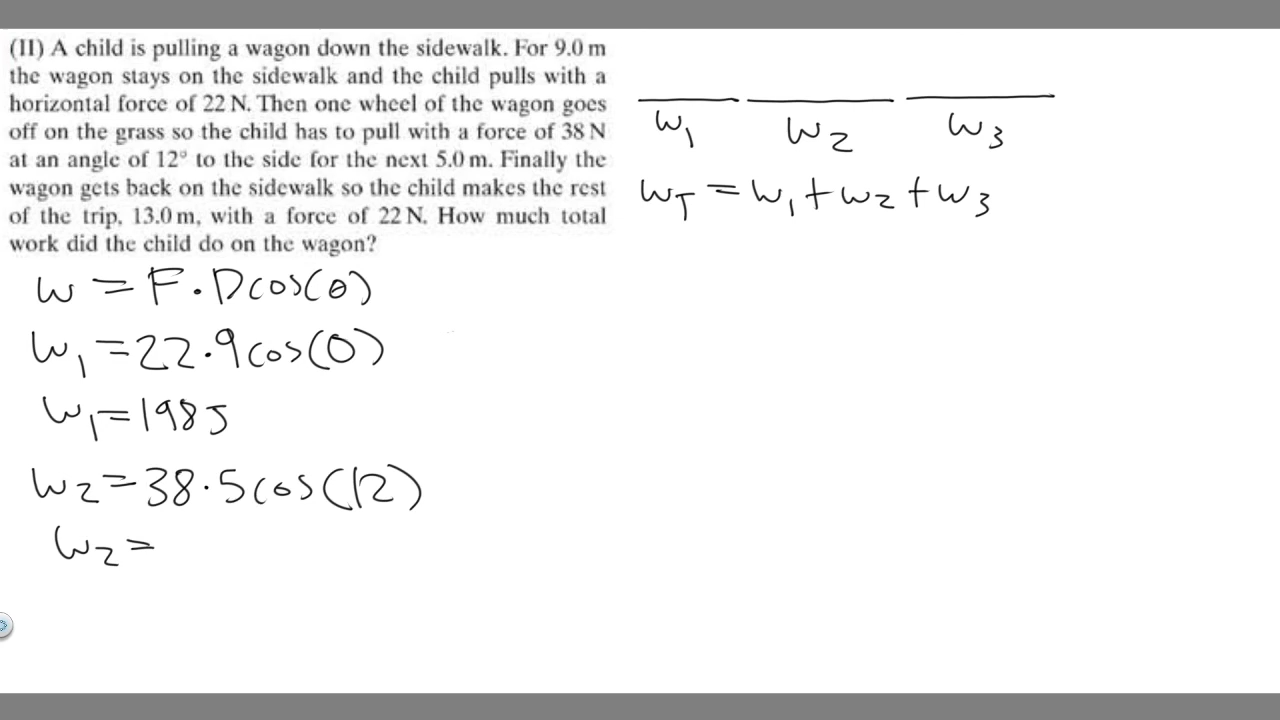 (II) A child is pulling a wagon down the sidewalk. For 9.0 m
the wagon stays on the sidewalk and the child pulls with a
horizontal force of 22 N. Then one wheel of the wagon goes
off on the grass so the child has to pull with a force of 38 N
at an angle of 12° to the side for the next 5.0 m. Finally the
wagon gets back on the sidewalk so the child makes the rest
of the trip, 13.0 m, with a force of 22 N. How much total
work did the child do on the wagon?
W₁ W₂ W₃
W_T = W₁ + W₂ + W₃
W = F · D cos(θ)
W₁ = 22 · 9 cos(0)
W₁ = 198 J
W₂ = 38 · 5 cos(12)
W₂ =